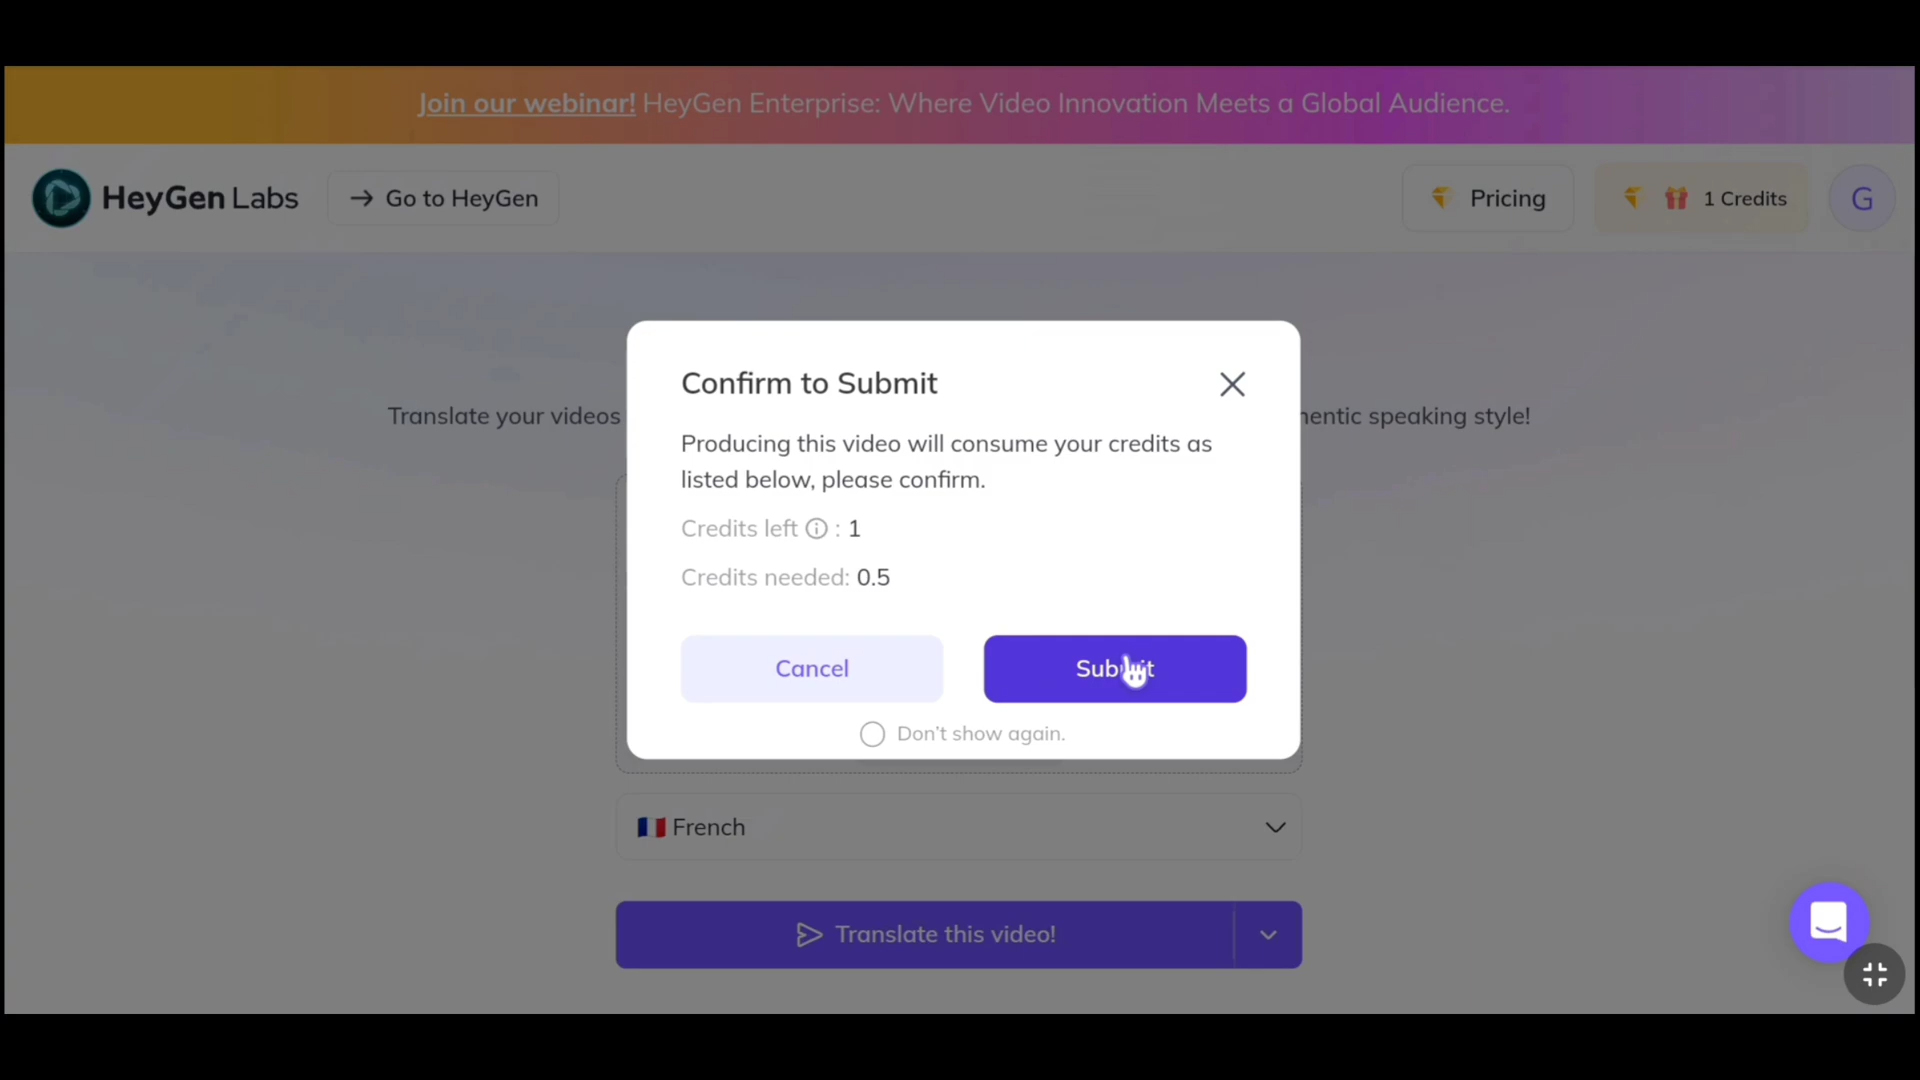 Join our webinar! HeyGen Enterprise: Where Video Innovation Meets a Global Audience.
HeyGen Labs
→ Go to HeyGen
Pricing
1 Credits
G
Confirm to Submit
Translate your videos
hentic speaking style!
Producing this video will consume your credits as
listed below, please confirm.
Credits left : 1
Credits needed: 0.5
Cancel
Submit
Don't show again.
French
Translate this video!